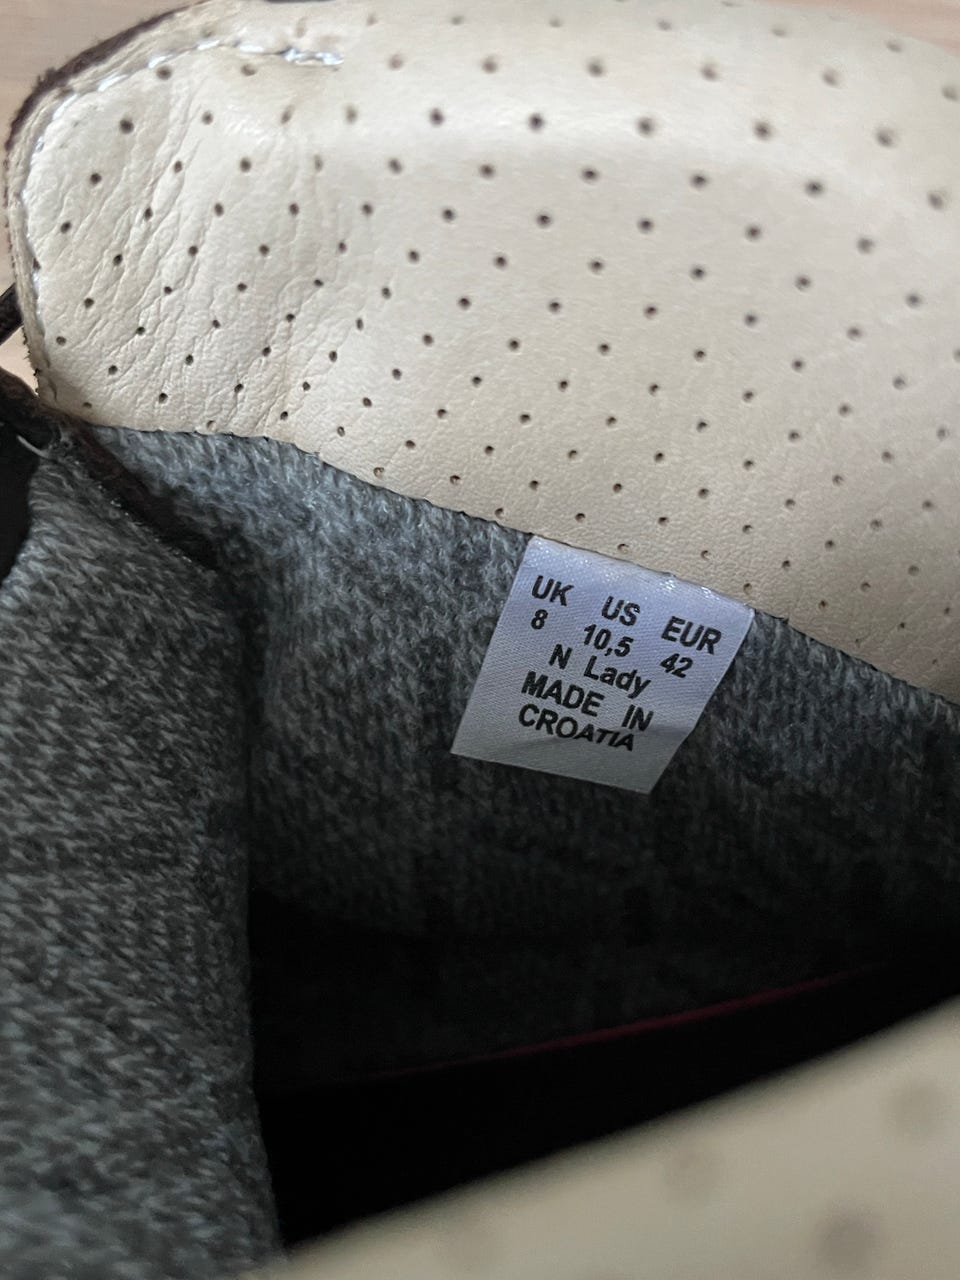 UK US EUR
8 10,5 42
N Lady
MADE IN
CROATIA